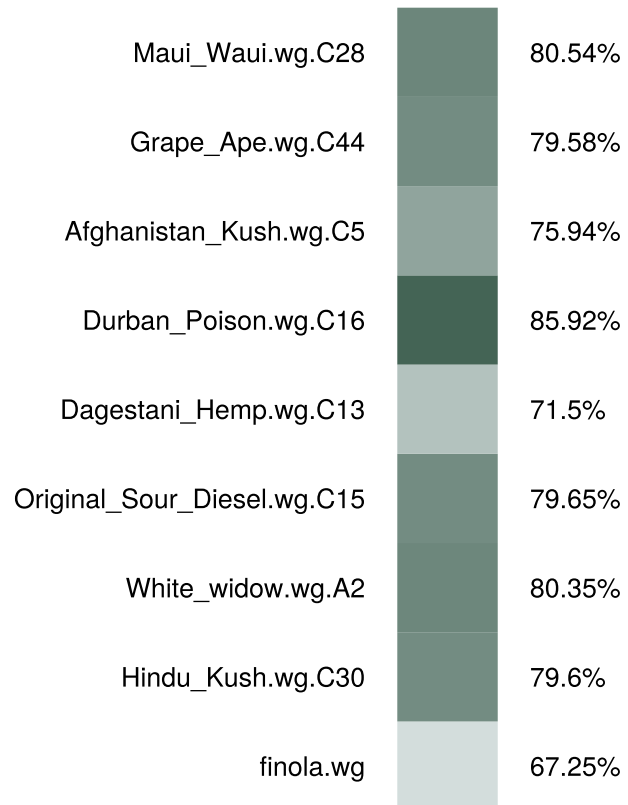 Maui_Waui.wg.C28 80.54%
Grape_Ape.wg.C44 79.58%
Afghanistan_Kush.wg.C5 75.94%
Durban_Poison.wg.C16 85.92%
Dagestani_Hemp.wg.C13 71.5%
Original_Sour_Diesel.wg.C15 79.65%
White_widow.wg.A2 80.35%
Hindu_Kush.wg.C30 79.6%
finola.wg 67.25%